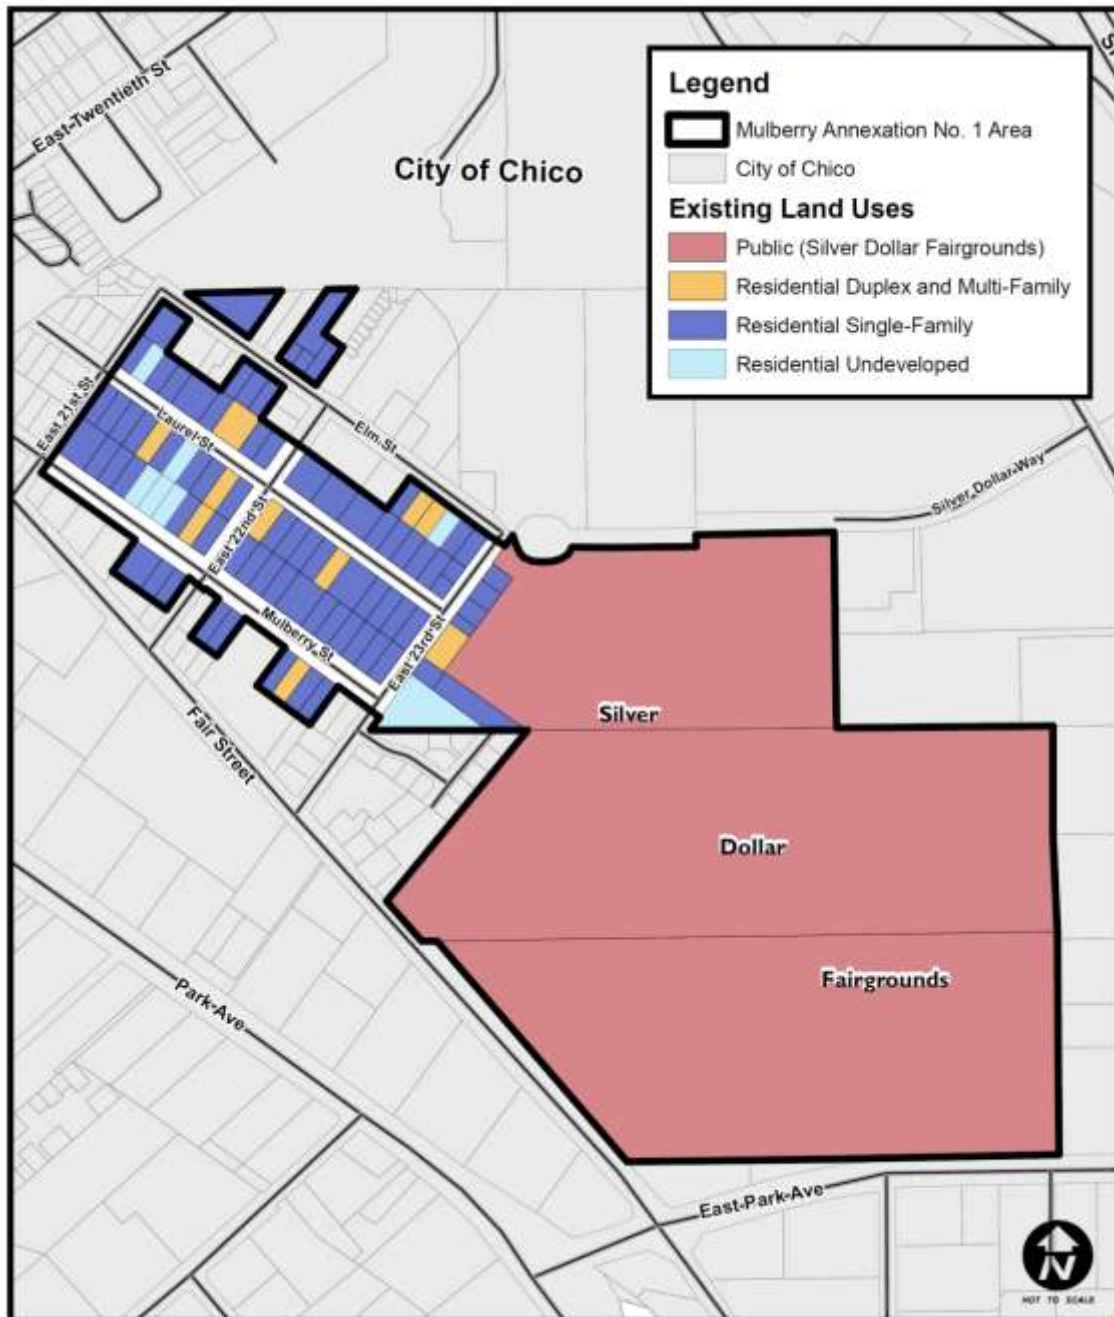 East-Twentieth St
City of Chico
Legend
Mulberry Annexation No. 1 Area
City of Chico
Existing Land Uses
Public (Silver Dollar Fairgrounds)
Residential Duplex and Multi-Family
Residential Single-Family
Residential Undeveloped
East 21st St
Laurel St
Elm St
East 22nd St
Mulberry St
East 23rd St
Silver Dollar Way
Fair Street
Silver
Dollar
Fairgrounds
Park-Ave
East-Park-Ave
N
NOT TO SCALE